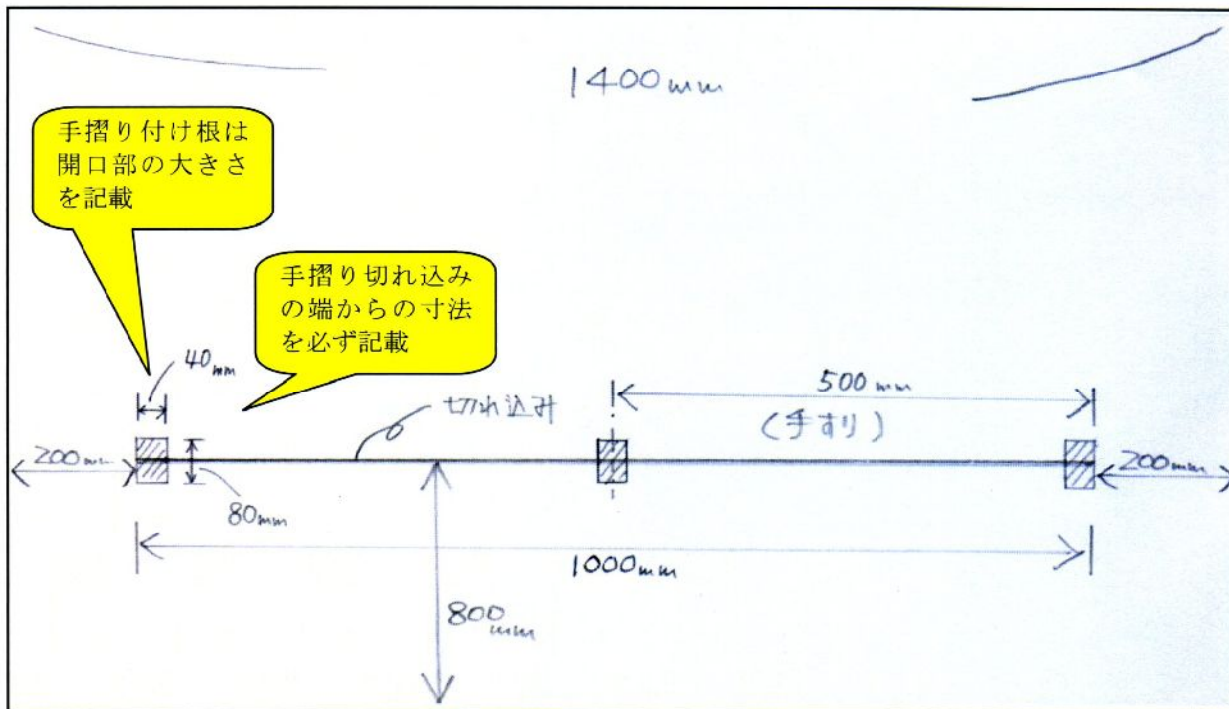 1400mm
手摺り付け根は
開口部の大きさ
を記載
手摺り切れ込み
の端からの寸法
を必ず記載
40mm
切れ込み
500mm
(手すり)
200mm
200mm
80mm
1000mm
800mm